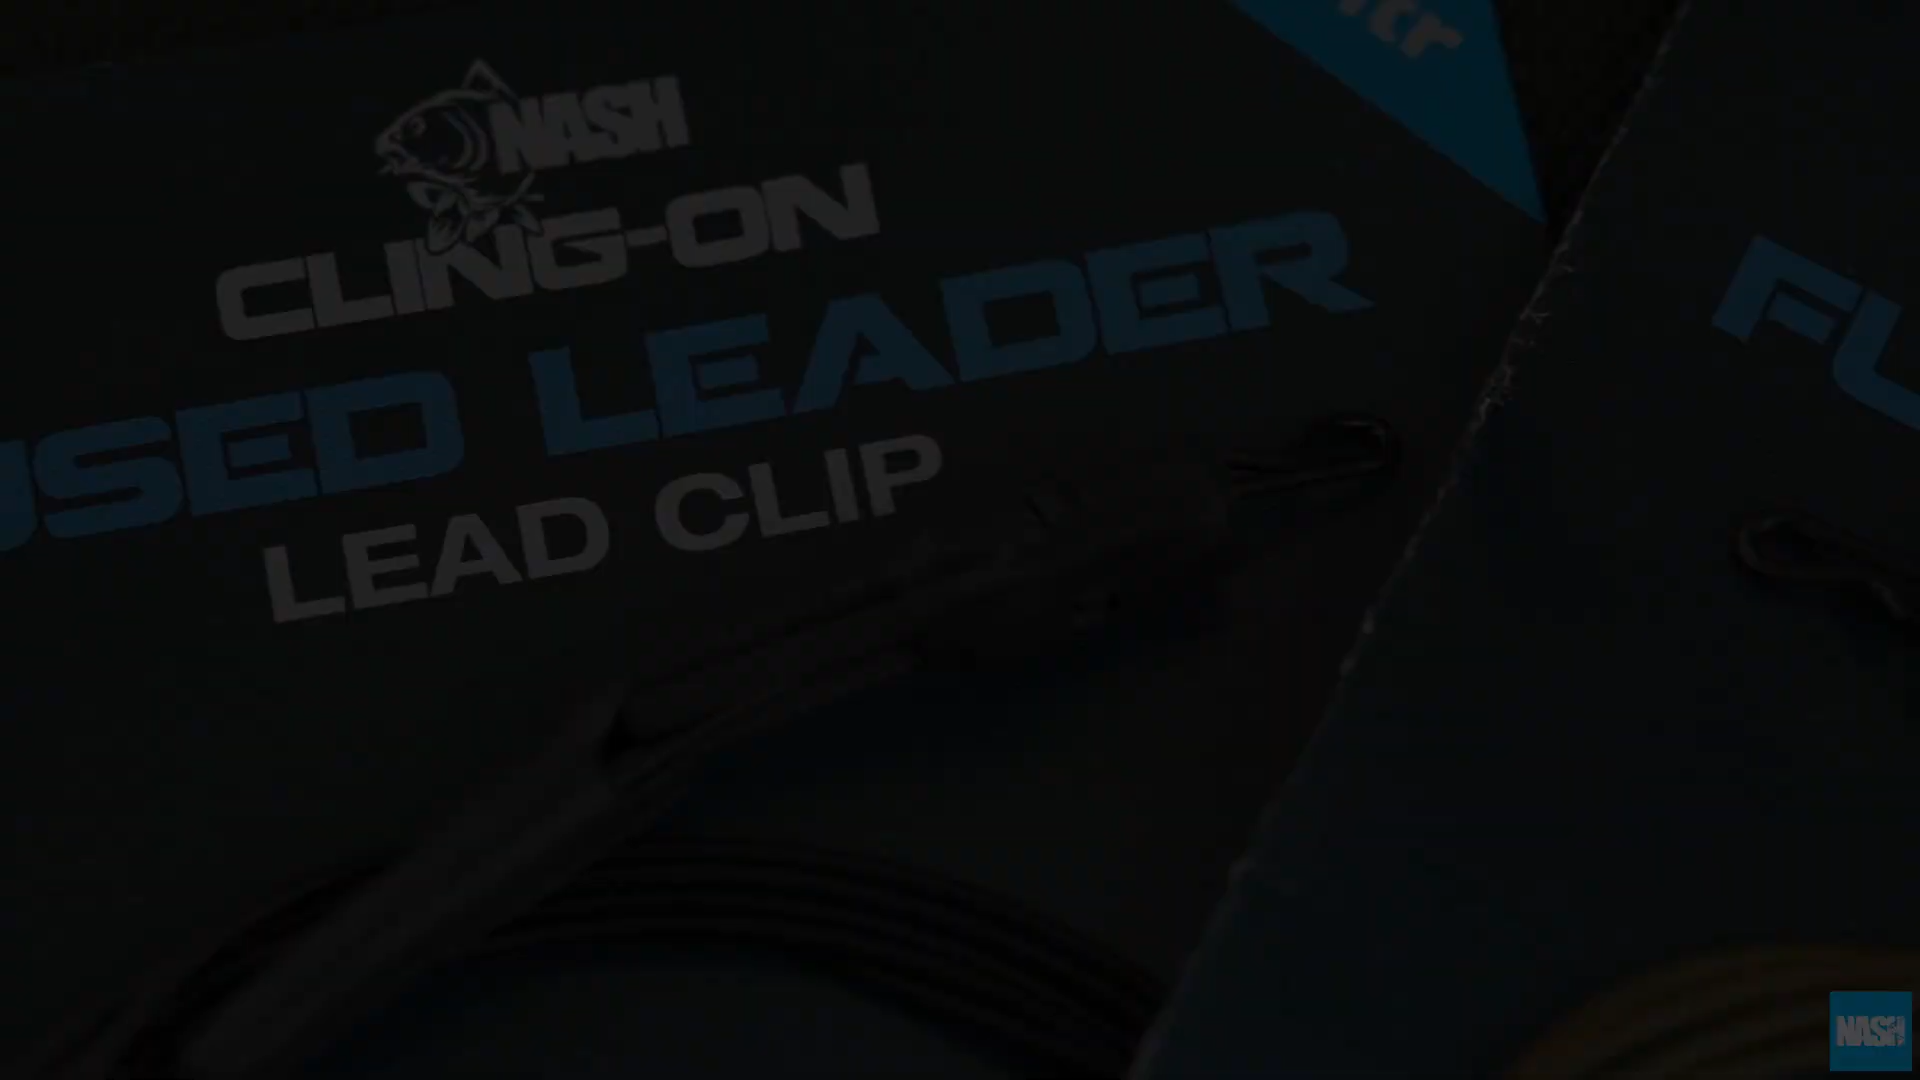 NASH
CLING-ON
USED LEADER
LEAD CLIP
NASH